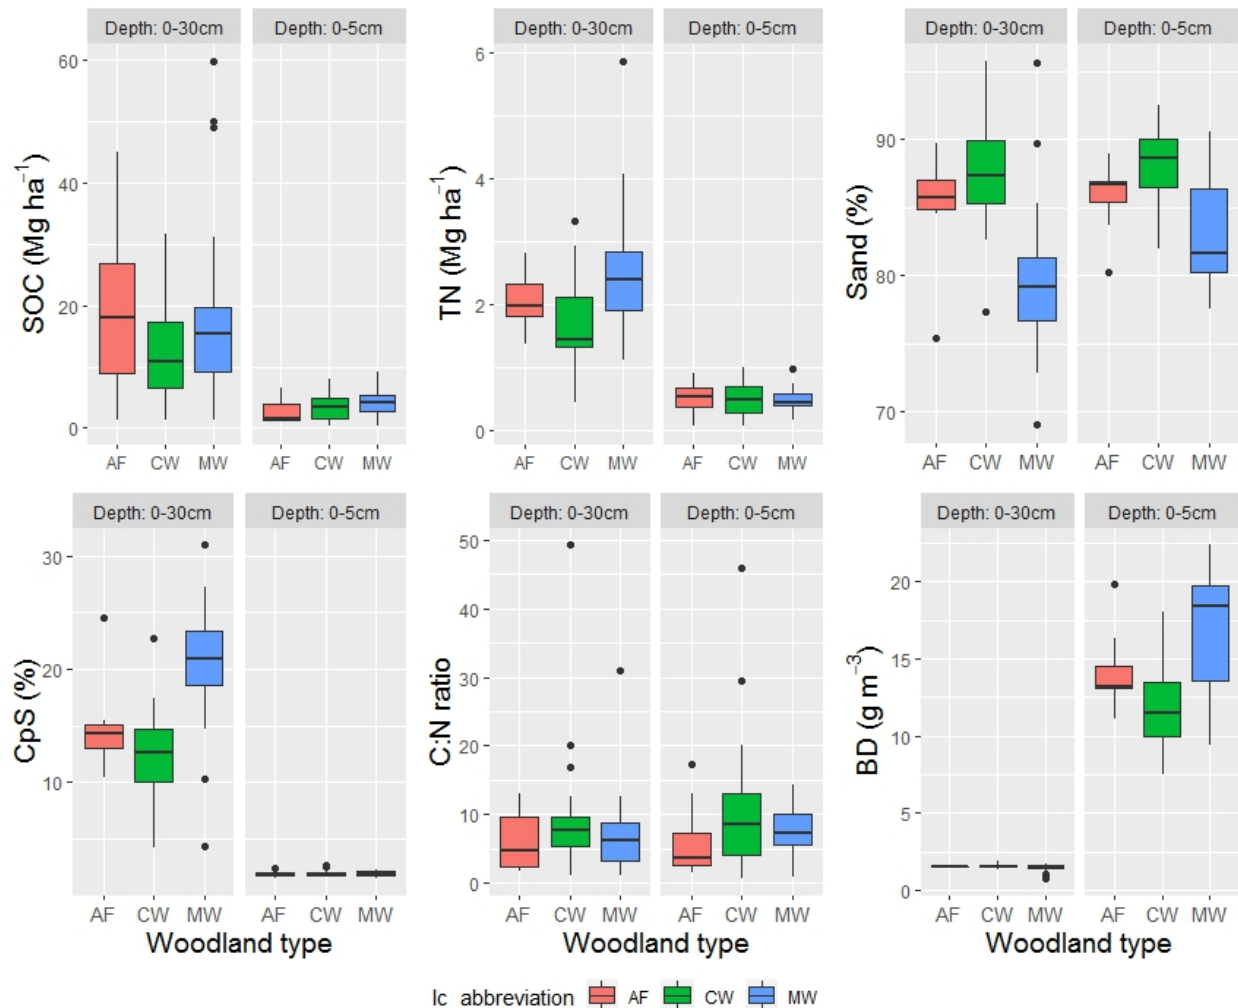 Depth: 0-30cm Depth: 0-5cm
SOC (Mg ha⁻¹)
60
40
20
0
AF CW MW AF CW MW
Depth: 0-30cm Depth: 0-5cm
TN (Mg ha⁻¹)
6
4
2
0
AF CW MW AF CW MW
Depth: 0-30cm Depth: 0-5cm
Sand (%)
90
80
70
AF CW MW AF CW MW
Depth: 0-30cm Depth: 0-5cm
CpS (%)
30
20
10
AF CW MW AF CW MW
Woodland type
Depth: 0-30cm Depth: 0-5cm
C:N ratio
50
40
30
20
10
0
AF CW MW AF CW MW
Woodland type
Depth: 0-30cm Depth: 0-5cm
BD (g m⁻³)
20
15
10
5
0
AF CW MW AF CW MW
Woodland type
lc_abbreviation AF CW MW